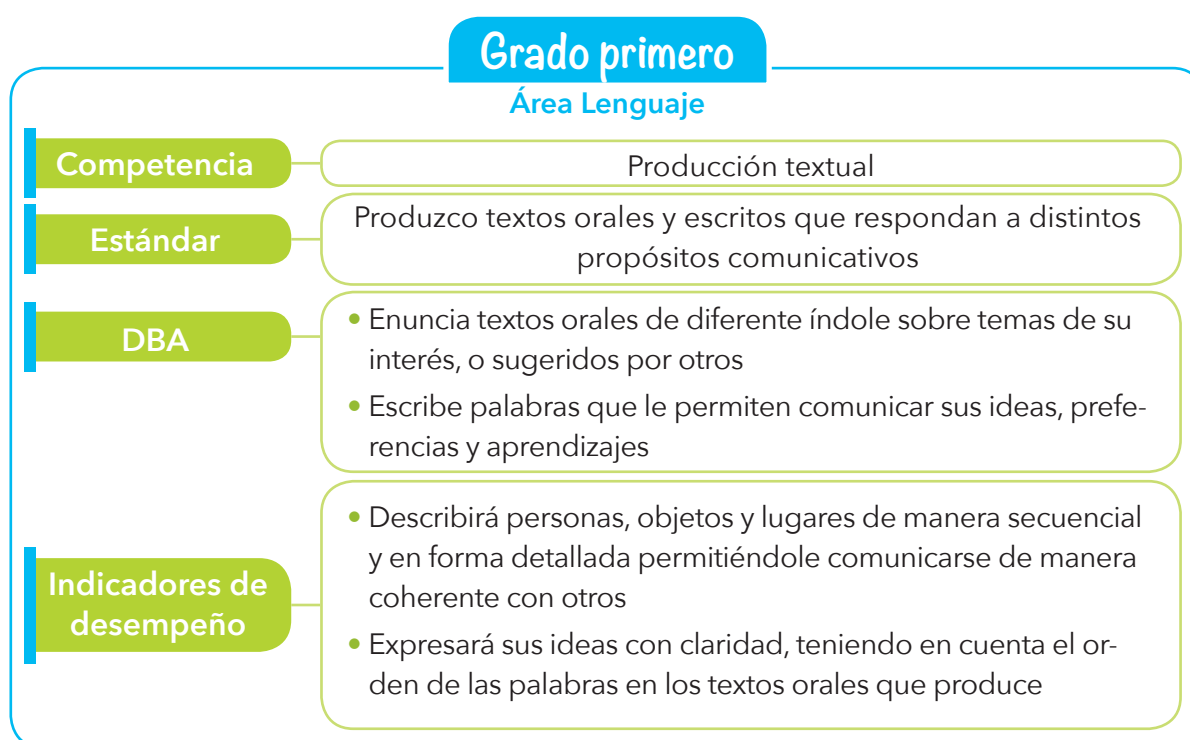 Grado primero
Área Lenguaje
Competencia
Producción textual
Estándar
Produzco textos orales y escritos que respondan a distintos
propósitos comunicativos
DBA
• Enuncia textos orales de diferente índole sobre temas de su
interés, o sugeridos por otros
• Escribe palabras que le permiten comunicar sus ideas, prefe-
rencias y aprendizajes
Indicadores de
desempeño
• Describirá personas, objetos y lugares de manera secuencial
y en forma detallada permitiéndole comunicarse de manera
coherente con otros
• Expresará sus ideas con claridad, teniendo en cuenta el or-
den de las palabras en los textos orales que produce